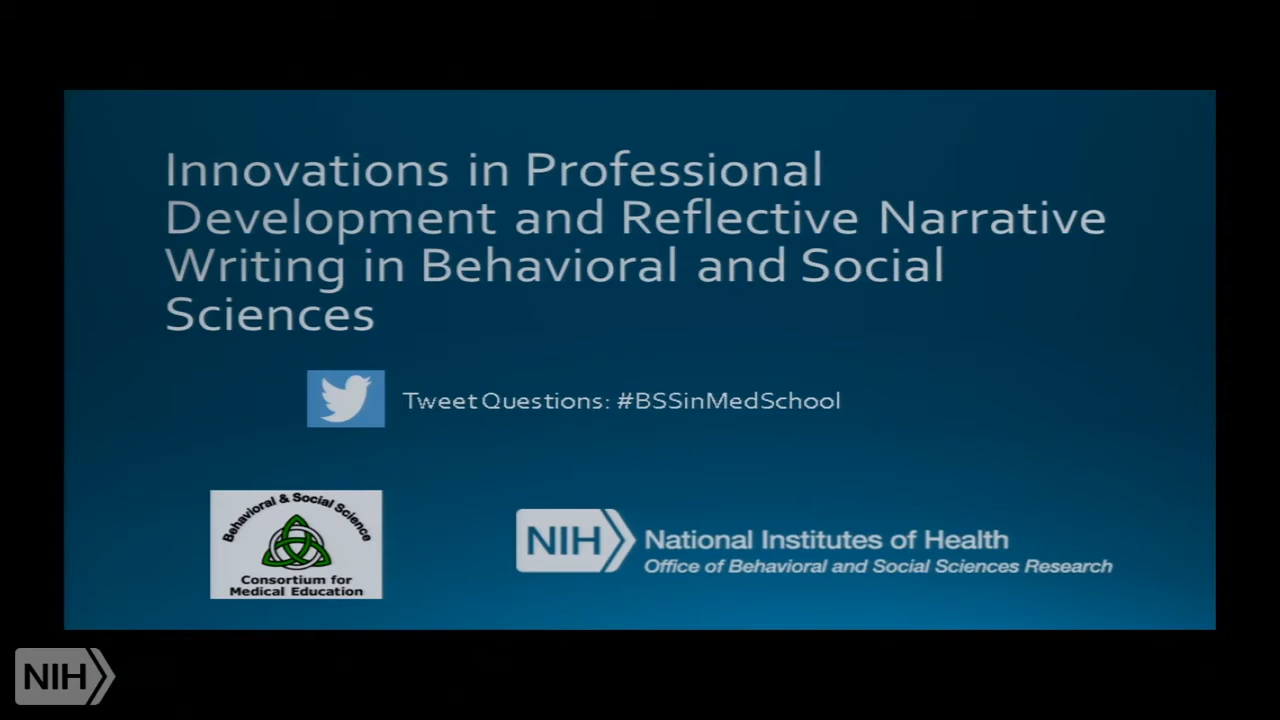 Innovations in Professional
Development and Reflective Narrative
Writing in Behavioral and Social
Sciences
Tweet Questions: #BSSinMedSchool
Behavioral & Social Science
Consortium for
Medical Education
NIH
National Institutes of Health
Office of Behavioral and Social Sciences Research
NIH